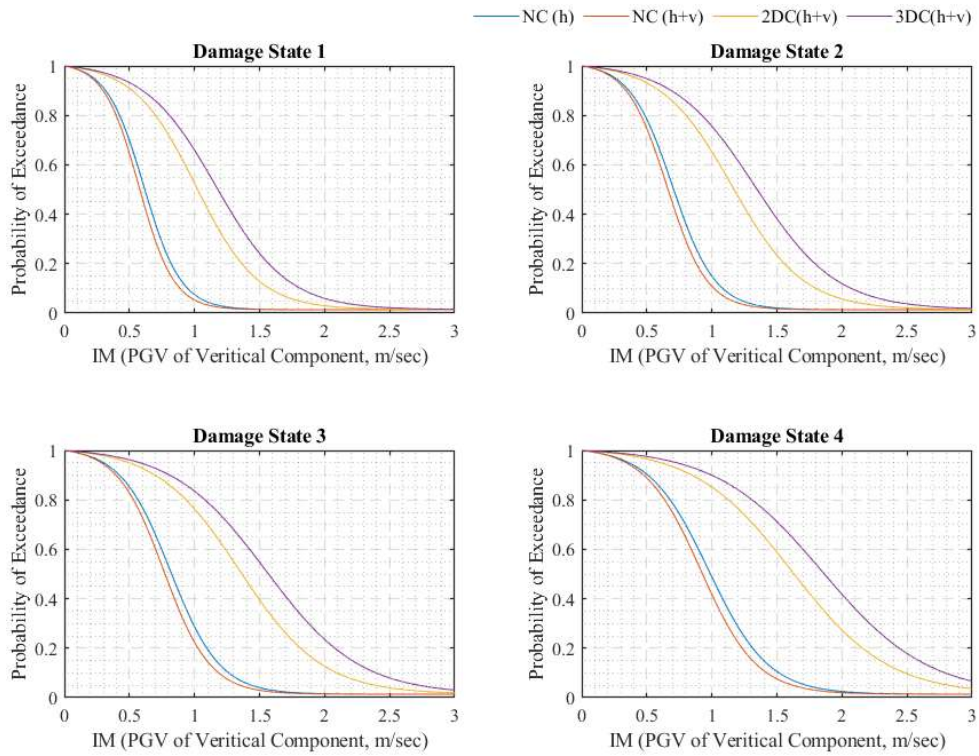 NC (h) NC (h+v) 2DC(h+v) 3DC(h+v)
Damage State 1
Probability of Exceedance
1
0.8
0.6
0.4
0.2
0
0 0.5 1 1.5 2 2.5 3
IM (PGV of Veritical Component, m/sec)
Damage State 2
Probability of Exceedance
1
0.8
0.6
0.4
0.2
0
0 0.5 1 1.5 2 2.5 3
IM (PGV of Veritical Component, m/sec)
Damage State 3
Probability of Exceedance
1
0.8
0.6
0.4
0.2
0
0 0.5 1 1.5 2 2.5 3
IM (PGV of Veritical Component, m/sec)
Damage State 4
Probability of Exceedance
1
0.8
0.6
0.4
0.2
0
0 0.5 1 1.5 2 2.5 3
IM (PGV of Veritical Component, m/sec)